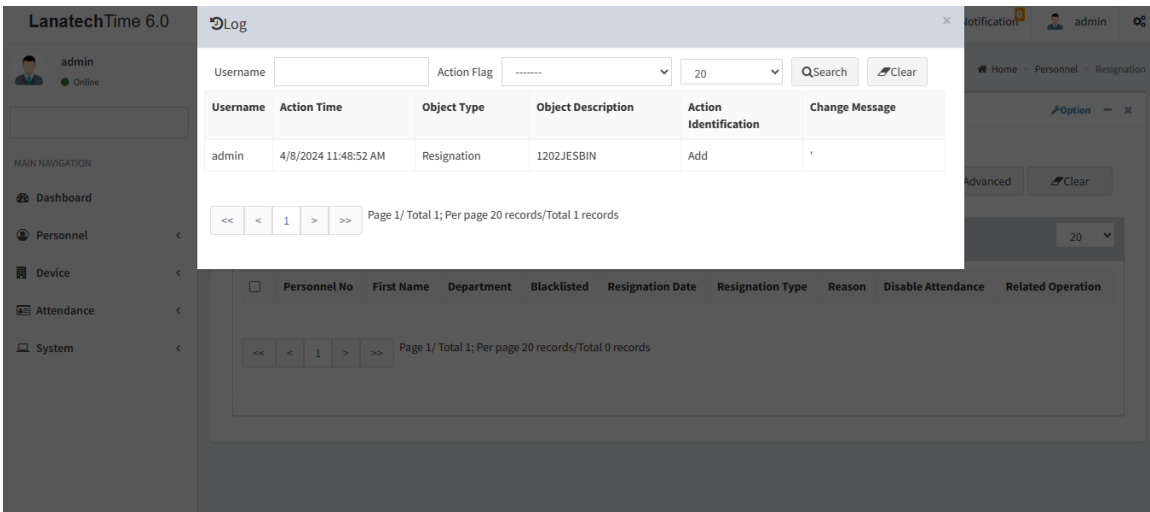 LanatechTime 6.0
Log
×
Notification 0
admin
admin
Online
Username
Action Flag
-------
20
Search
Clear
Home > Personnel > Resignation
Username
Action Time
Object Type
Object Description
Action Identification
Change Message
Option
admin
4/8/2024 11:48:52 AM
Resignation
1202JESBIN
Add
'
MAIN NAVIGATION
Advanced
Clear
Dashboard
<< < 1 > >> Page 1/ Total 1; Per page 20 records/Total 1 records
Personnel
20
Device
Personnel No
First Name
Department
Blacklisted
Resignation Date
Resignation Type
Reason
Disable Attendance
Related Operation
Attendance
System
<< < 1 > >> Page 1/ Total 1; Per page 20 records/Total 0 records